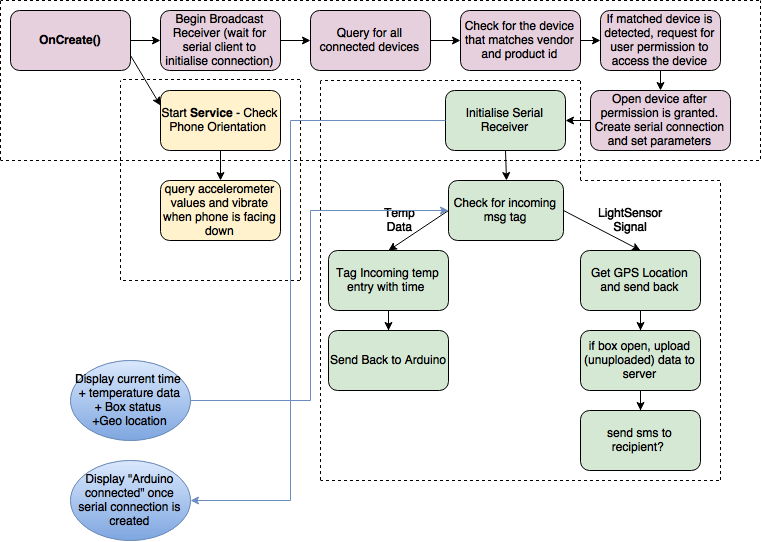 OnCreate()
Begin Broadcast
Receiver (wait for
serial client to
initialise connection)
Query for all
connected devices
Check for the device
that matches vendor
and product id
If matched device is
detected, request for
user permission to
access the device
Start Service - Check
Phone Orientation
Initialise Serial
Receiver
Open device after
permission is granted.
Create serial connection
and set parameters
query accelerometer
values and vibrate
when phone is facing
down
Check for incoming
msg tag
Temp
Data
LightSensor
Signal
Tag Incoming temp
entry with time
Get GPS Location
and send back
Send Back to Arduino
if box open, upload
(unuploaded) data to
server
Display current time
+ temperature data
+ Box status
+Geo location
send sms to
recipient?
Display "Arduino
connected" once
serial connection is
created